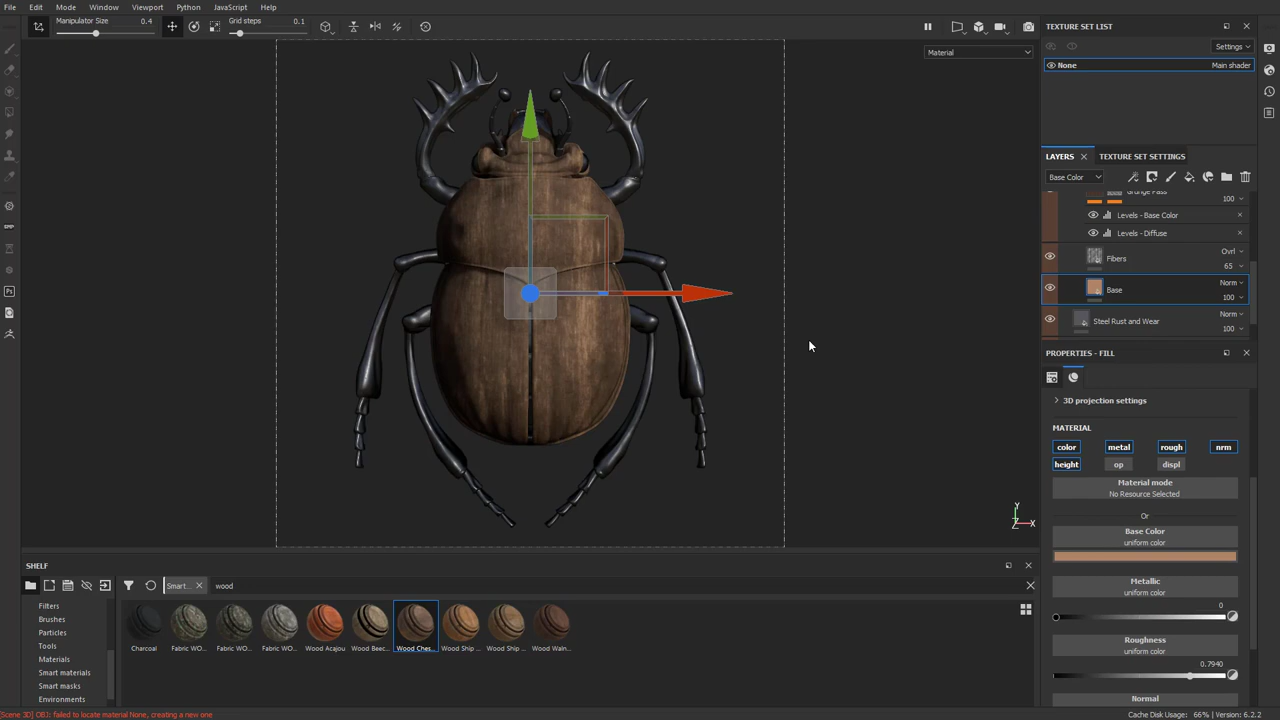 File Edit Mode Window Viewport Python JavaScript Help
Manipulator Size 0.4 Grid steps 0.1
Material
TEXTURE SET LIST
Settings
None Main shader
LAYERS TEXTURE SET SETTINGS
Base Color
100
Levels - Base Color
Levels - Diffuse
Fibers Ovrl
65
Base Norm
100
Steel Rust and Wear Norm
100
PROPERTIES - FILL
3D projection settings
MATERIAL
color metal rough nrm
height op displ
Material mode
No Resource Selected
Or
Base Color
uniform color
Metallic
uniform color
0
Roughness
uniform color
0.7940
Normal
Y
Z X
SHELF
Smart... wood
Filters
Brushes
Particles
Tools
Materials
Smart materials
Smart masks
Environments
Charcoal Fabric WO... Fabric WO... Fabric WO... Wood Acajou Wood Beec... Wood Ches... Wood Ship ... Wood Ship ... Wood Waln...
[Scene 3D] OBJ: failed to locate material None, creating a new one
Cache Disk Usage: 66% | Version: 6.2.2